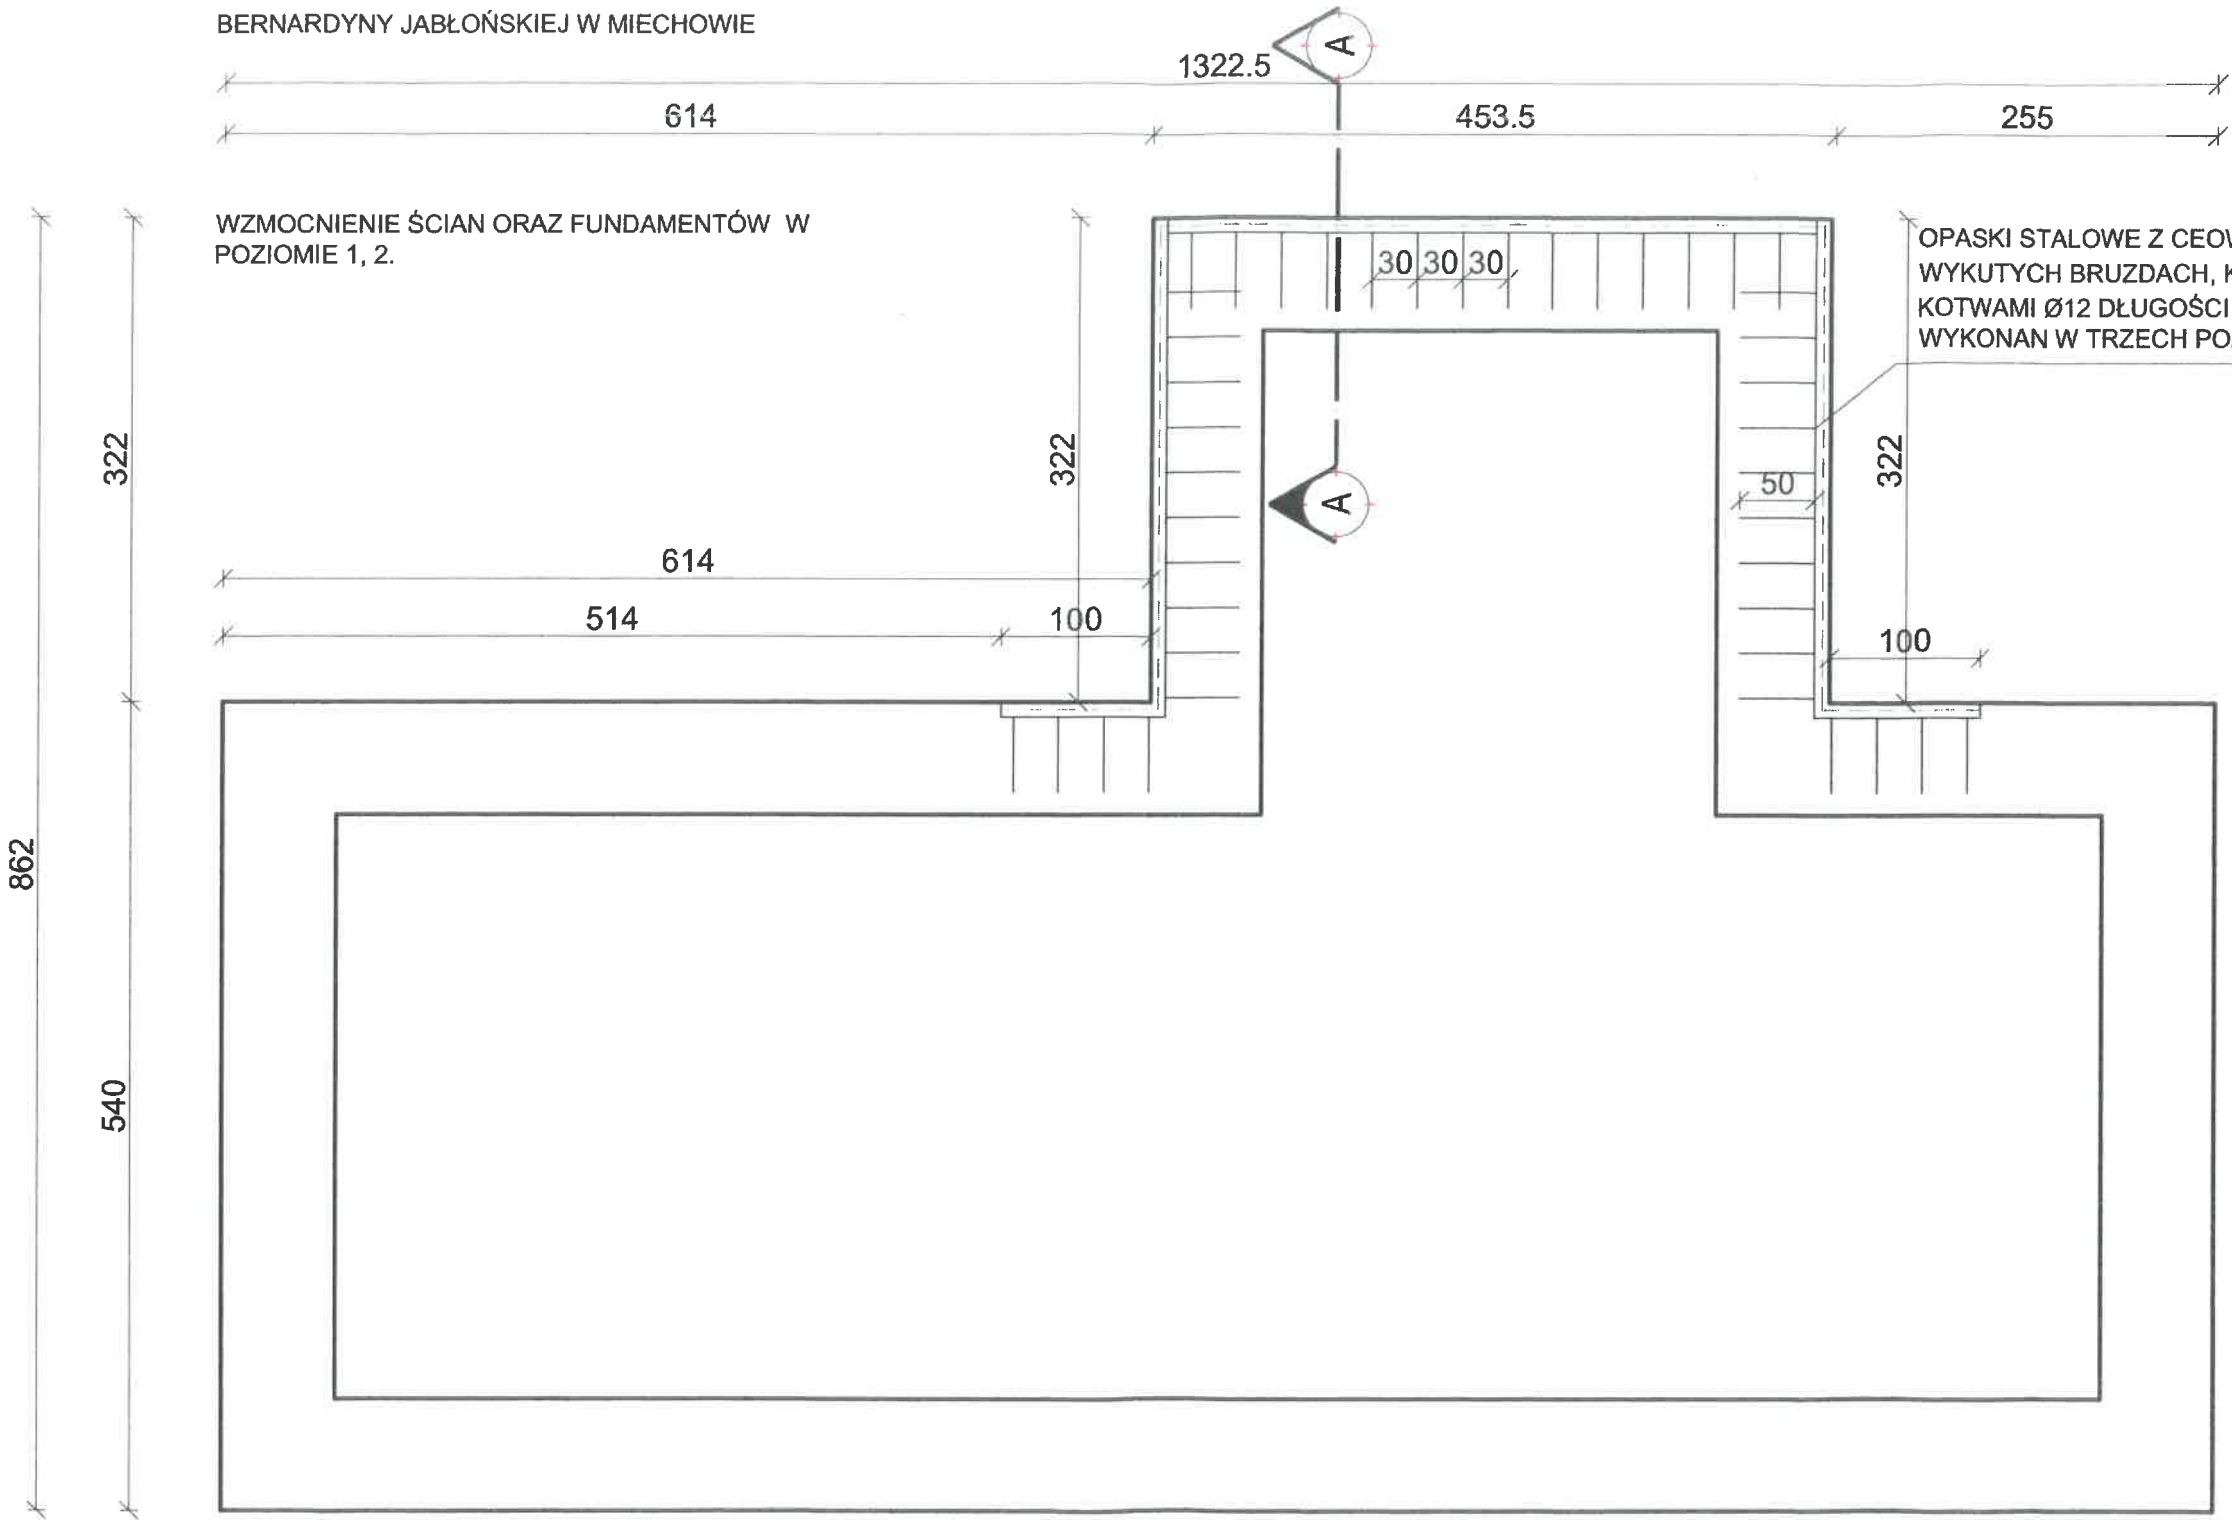 BERNARDYNY JABŁOŃSKIEJ W MIECHOWIE
A
1322.5
614 453.5 255
WZMOCNIENIE ŚCIAN ORAZ FUNDAMENTÓW W
POZIOMIE 1, 2.
OPASKI STALOWE Z
WYKUTYCH BRUZDACH,
KOTWAMI Ø12 DŁUGOŚCI
WYKONAN W TRZECH
30 30 30
322
322
322
50
A
614
514 100
100
862
540